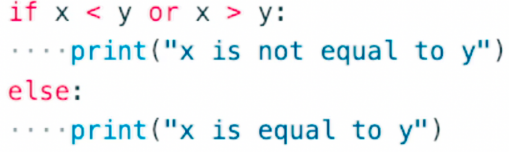 if x < y or x > y:
····print("x is not equal to y")
else:
····print("x is equal to y")